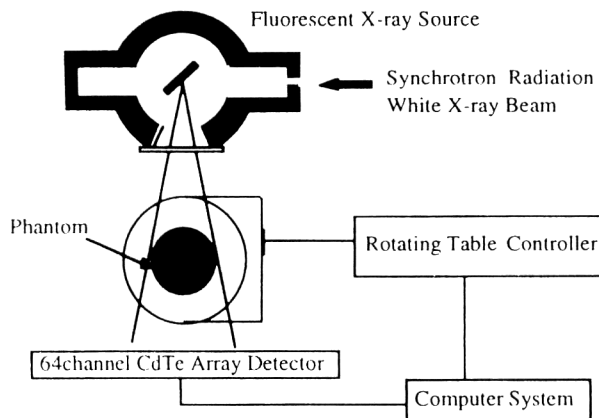 Fluorescent X-ray Source
Synchrotron Radiation
White X-ray Beam
Phantom
Rotating Table Controller
64channel CdTe Array Detector
Computer System